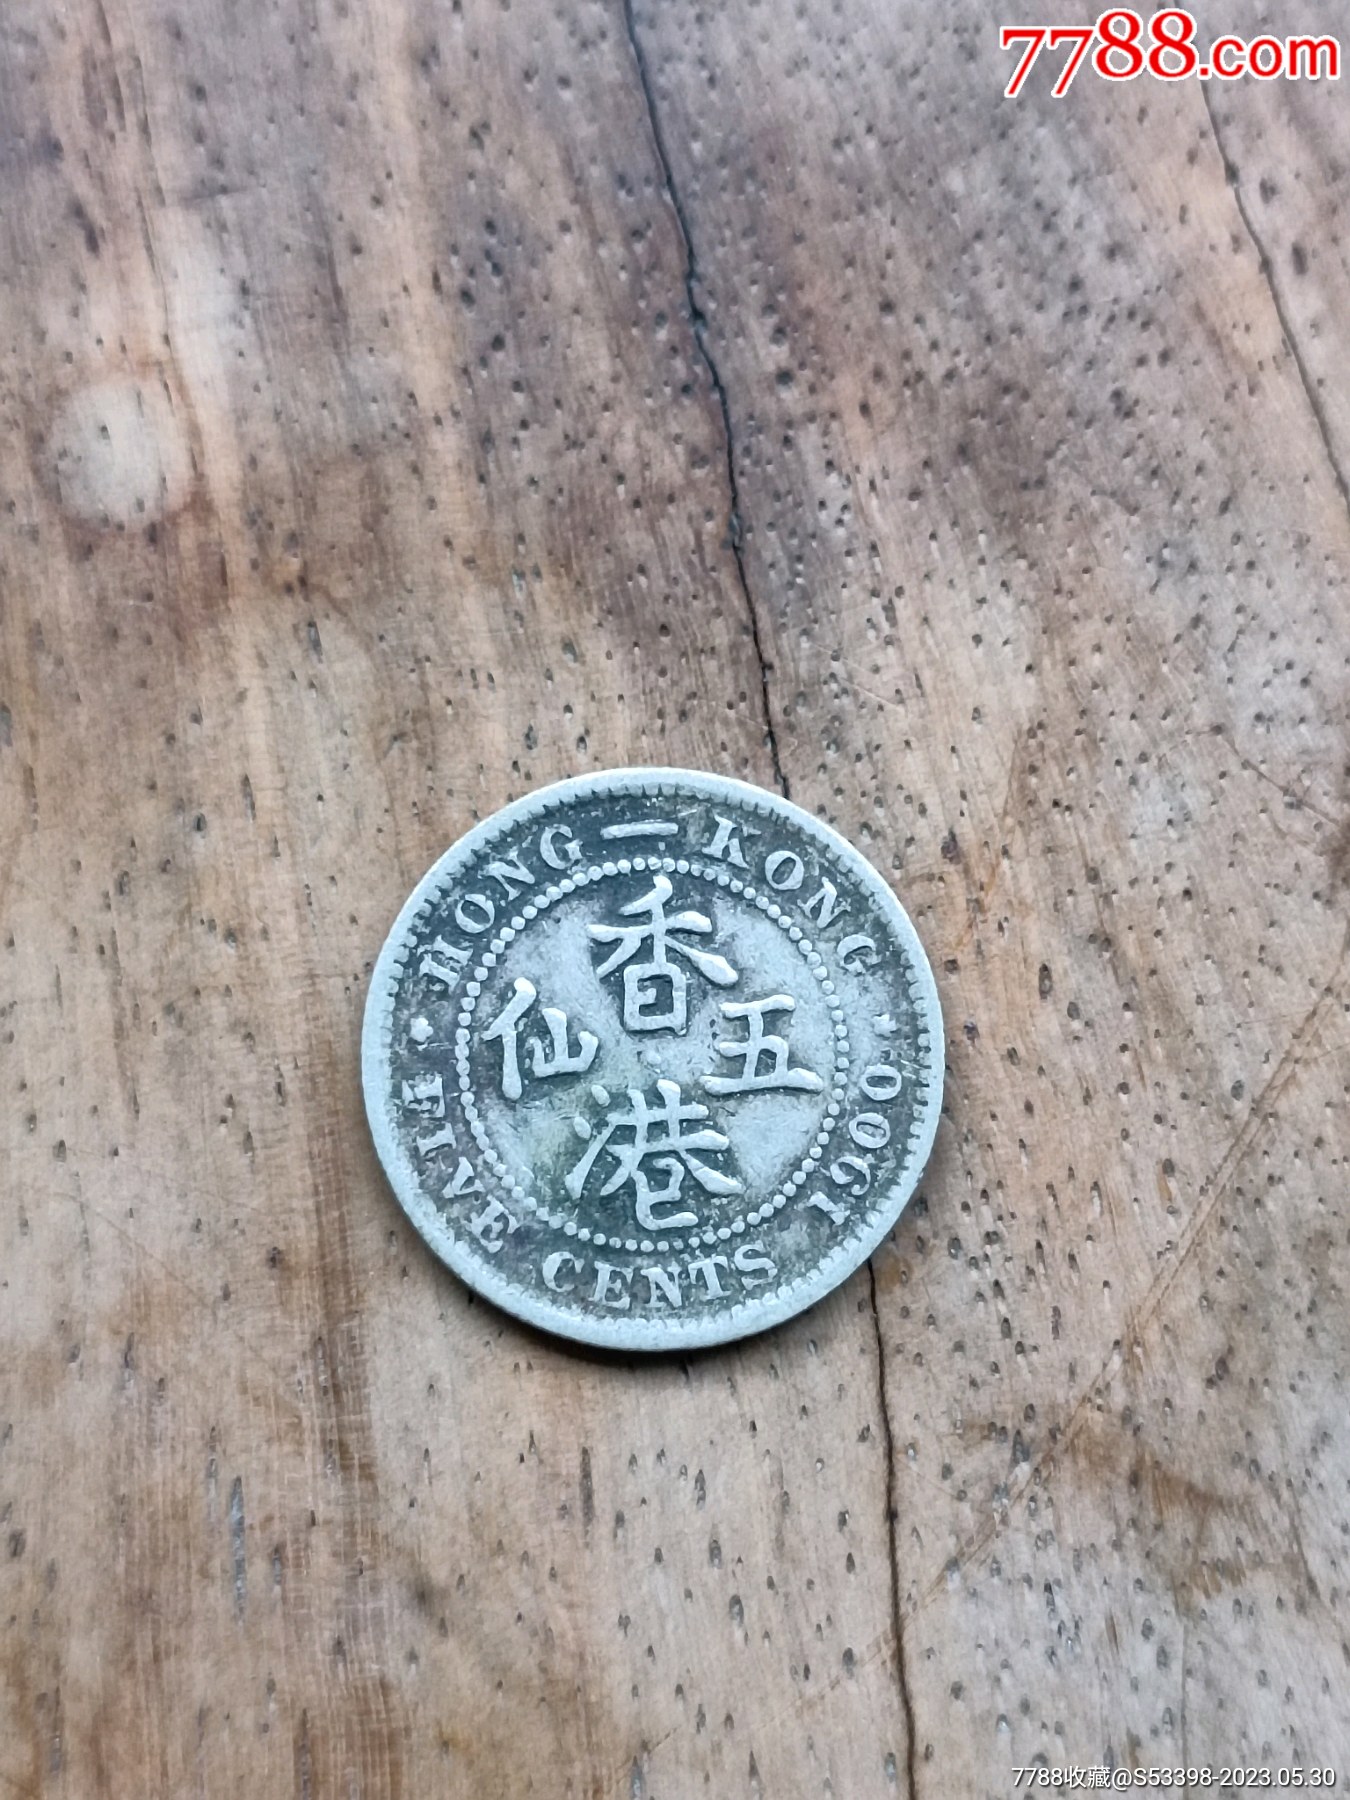 7788.com
HONG — KONG
香
仙 五
港
FIVE CENTS 1900
7788收藏@S53398-2023.05.30